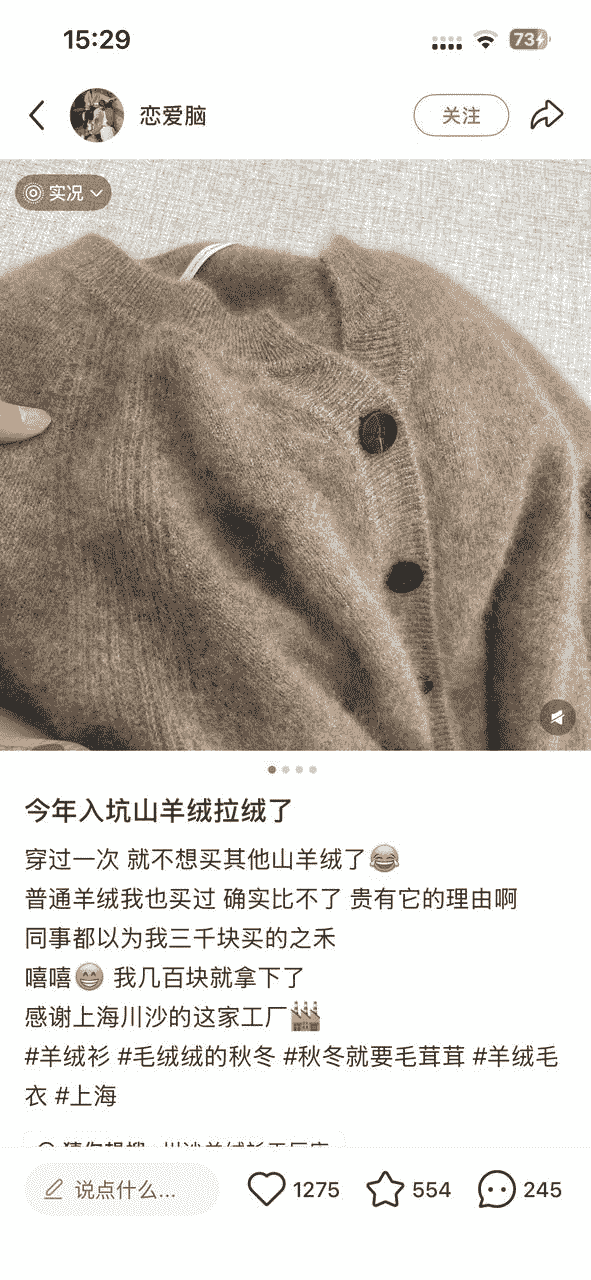 15:29
73
恋爱脑
关注
实况
今年入坑山羊绒拉绒了
穿过一次 就不想买其他山羊绒了😂
普通羊绒我也买过 确实比不了 贵有它的理由啊
同事都以为我三千块买的之禾
嘻嘻😁 我几百块就拿下了
感谢上海川沙的这家工厂🏭
#羊绒衫 #毛绒绒的秋冬 #秋冬就要毛茸茸 #羊绒毛
衣 #上海
说点什么...
1275
554
245